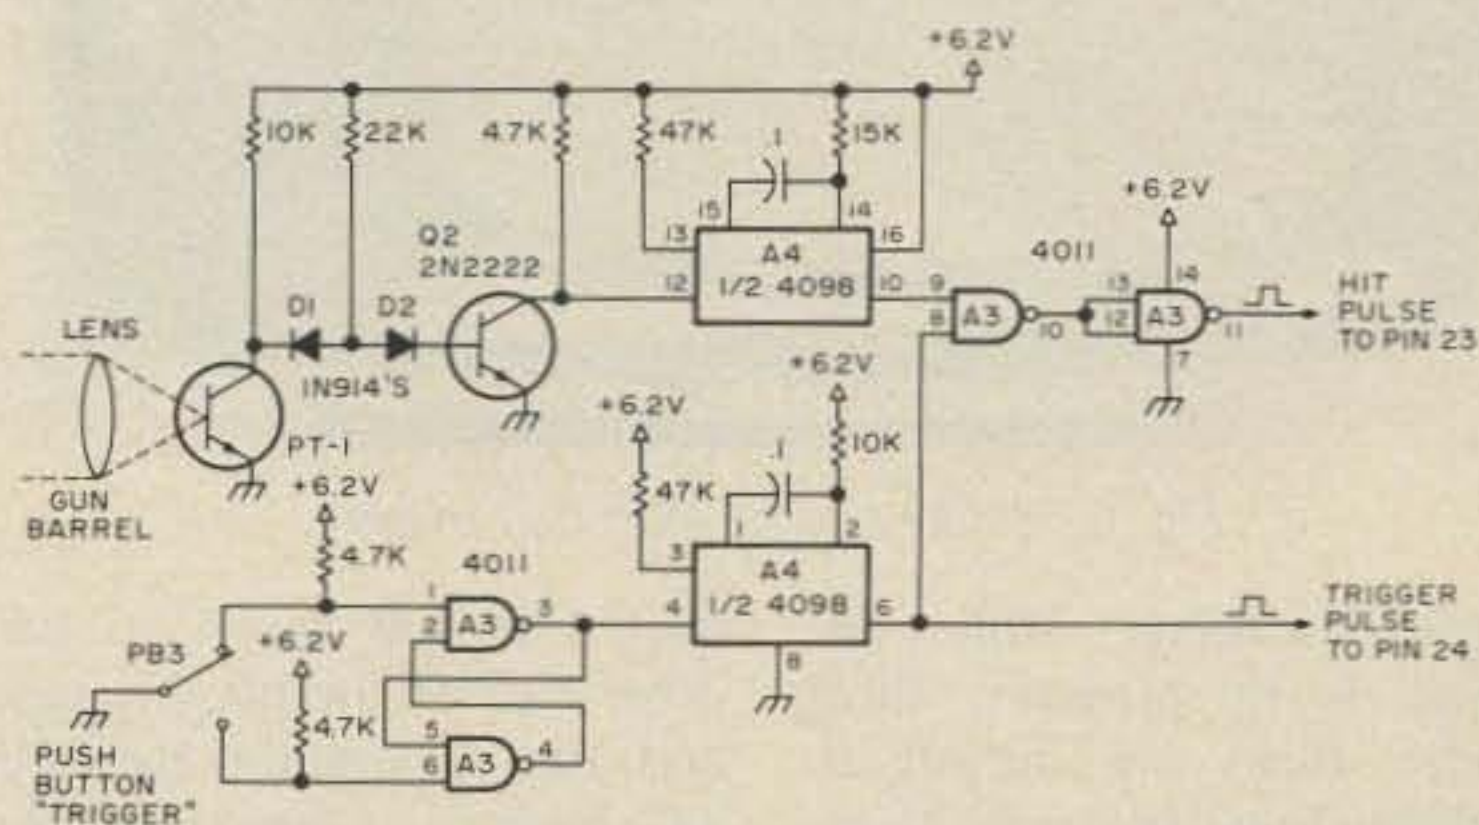 +6.2V
10K
22K
4.7K
47K
.1
15K
15
14
13
16
A4
1/2 4098
12
10
Q2
2N2222
D1
D2
1N914'S
LENS
PT-1
GUN
BARREL
4011
9
8
A3
10
+6.2V
13
14
12
A3
11
7
HIT
PULSE
TO PIN 23
+6.2V
10K
+6.2V
47K
.1
1
2
3
A4
1/2 4098
4
6
8
TRIGGER
PULSE
TO PIN 24
+6.2V
4.7K
4011
1
2
A3
3
PB3
+6.2V
4.7K
5
6
A3
4
PUSH
BUTTON
"TRIGGER"